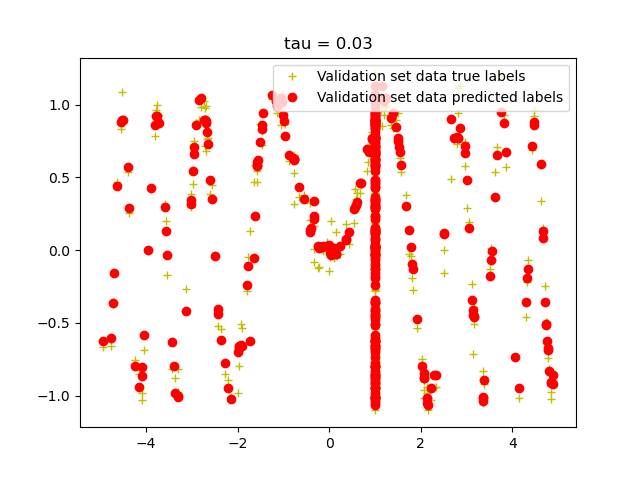 tau = 0.03
Validation set data true labels
Validation set data predicted labels
1.0
0.5
0.0
−0.5
−1.0
−4 −2 0 2 4